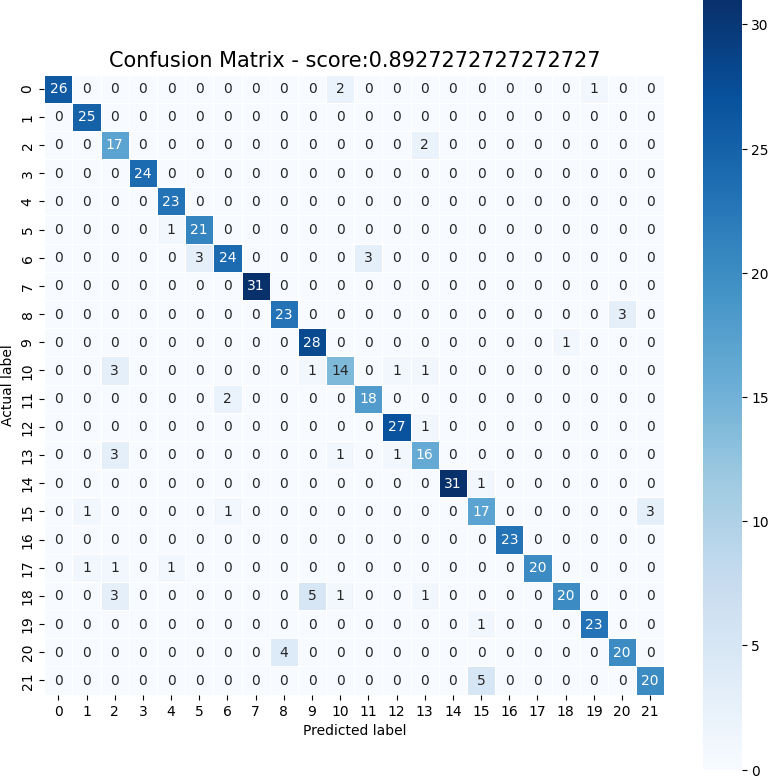 Confusion Matrix - score:0.8927272727272727
0 26 0 0 0 0 0 0 0 0 0 2 0 0 0 0 0 0 0 0 1 0 0
1 0 25 0 0 0 0 0 0 0 0 0 0 0 0 0 0 0 0 0 0 0 0
2 0 0 17 0 0 0 0 0 0 0 0 0 0 2 0 0 0 0 0 0 0 0
3 0 0 0 24 0 0 0 0 0 0 0 0 0 0 0 0 0 0 0 0 0 0
4 0 0 0 0 23 0 0 0 0 0 0 0 0 0 0 0 0 0 0 0 0 0
5 0 0 0 0 1 21 0 0 0 0 0 0 0 0 0 0 0 0 0 0 0 0
6 0 0 0 0 0 3 24 0 0 0 0 3 0 0 0 0 0 0 0 0 0 0
7 0 0 0 0 0 0 0 31 0 0 0 0 0 0 0 0 0 0 0 0 0 0
8 0 0 0 0 0 0 0 0 23 0 0 0 0 0 0 0 0 0 0 0 3 0
9 0 0 0 0 0 0 0 0 0 28 0 0 0 0 0 0 0 0 1 0 0 0
10 0 0 3 0 0 0 0 0 0 1 14 0 1 1 0 0 0 0 0 0 0 0
11 0 0 0 0 0 0 2 0 0 0 0 18 0 0 0 0 0 0 0 0 0 0
12 0 0 0 0 0 0 0 0 0 0 0 0 27 1 0 0 0 0 0 0 0 0
13 0 0 3 0 0 0 0 0 0 0 1 0 1 16 0 0 0 0 0 0 0 0
14 0 0 0 0 0 0 0 0 0 0 0 0 0 0 31 1 0 0 0 0 0 0
15 0 1 0 0 0 0 1 0 0 0 0 0 0 0 0 17 0 0 0 0 0 3
16 0 0 0 0 0 0 0 0 0 0 0 0 0 0 0 0 23 0 0 0 0 0
17 0 1 1 0 1 0 0 0 0 0 0 0 0 0 0 0 0 20 0 0 0 0
18 0 0 3 0 0 0 0 0 0 5 1 0 0 1 0 0 0 0 20 0 0 0
19 0 0 0 0 0 0 0 0 0 0 0 0 0 0 0 1 0 0 0 23 0 0
20 0 0 0 0 0 0 0 0 4 0 0 0 0 0 0 0 0 0 0 0 20 0
21 0 0 0 0 0 0 0 0 0 0 0 0 0 0 0 5 0 0 0 0 0 20
0 1 2 3 4 5 6 7 8 9 10 11 12 13 14 15 16 17 18 19 20 21
Predicted label
Actual label
30
25
20
15
10
5
0